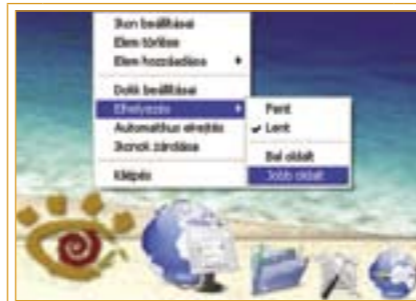 Ikon beállításai
Elem törlése
Elem hozzáadása
Dokk beállításai
Elhelyezés
Automatikus elrejtés
Ikonok zárolása
Kilépés
Fent
Lent
Bal oldalt
Jobb oldalt